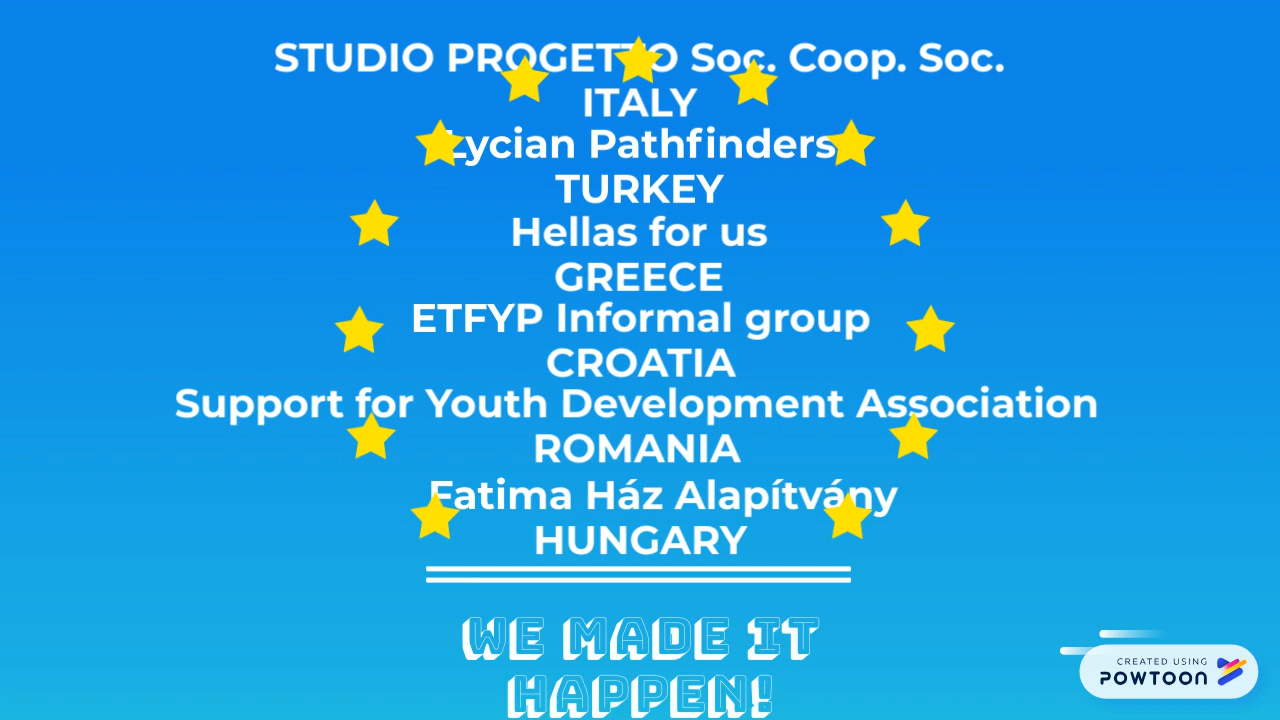 STUDIO PROGETTO Soc. Coop. Soc.
ITALY
Lycian Pathfinders
TURKEY
Hellas for us
GREECE
ETFYP Informal group
CROATIA
Support for Youth Development Association
ROMANIA
Fatima Ház Alapítvány
HUNGARY
WE MADE IT
HAPPEN!
CREATED USING
POWTOON